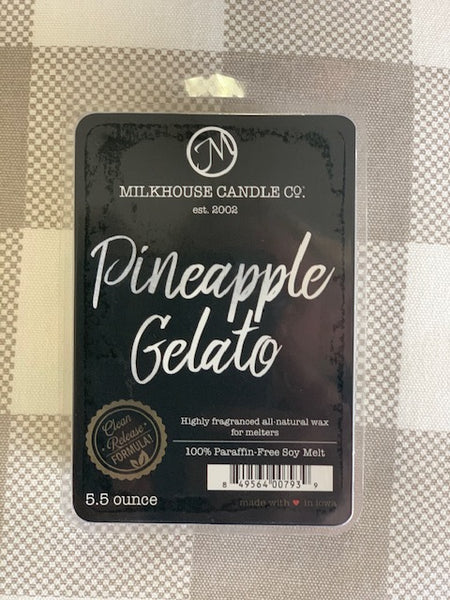 M
MILKHOUSE CANDLE CO.
est. 2002
Pineapple
Gelato
Clean
Release
FORMULA!
Highly fragranced all-natural wax
for melters
100% Paraffin-Free Soy Melt
8 49564 00793 9
5.5 ounce
made with ♥ in iowa